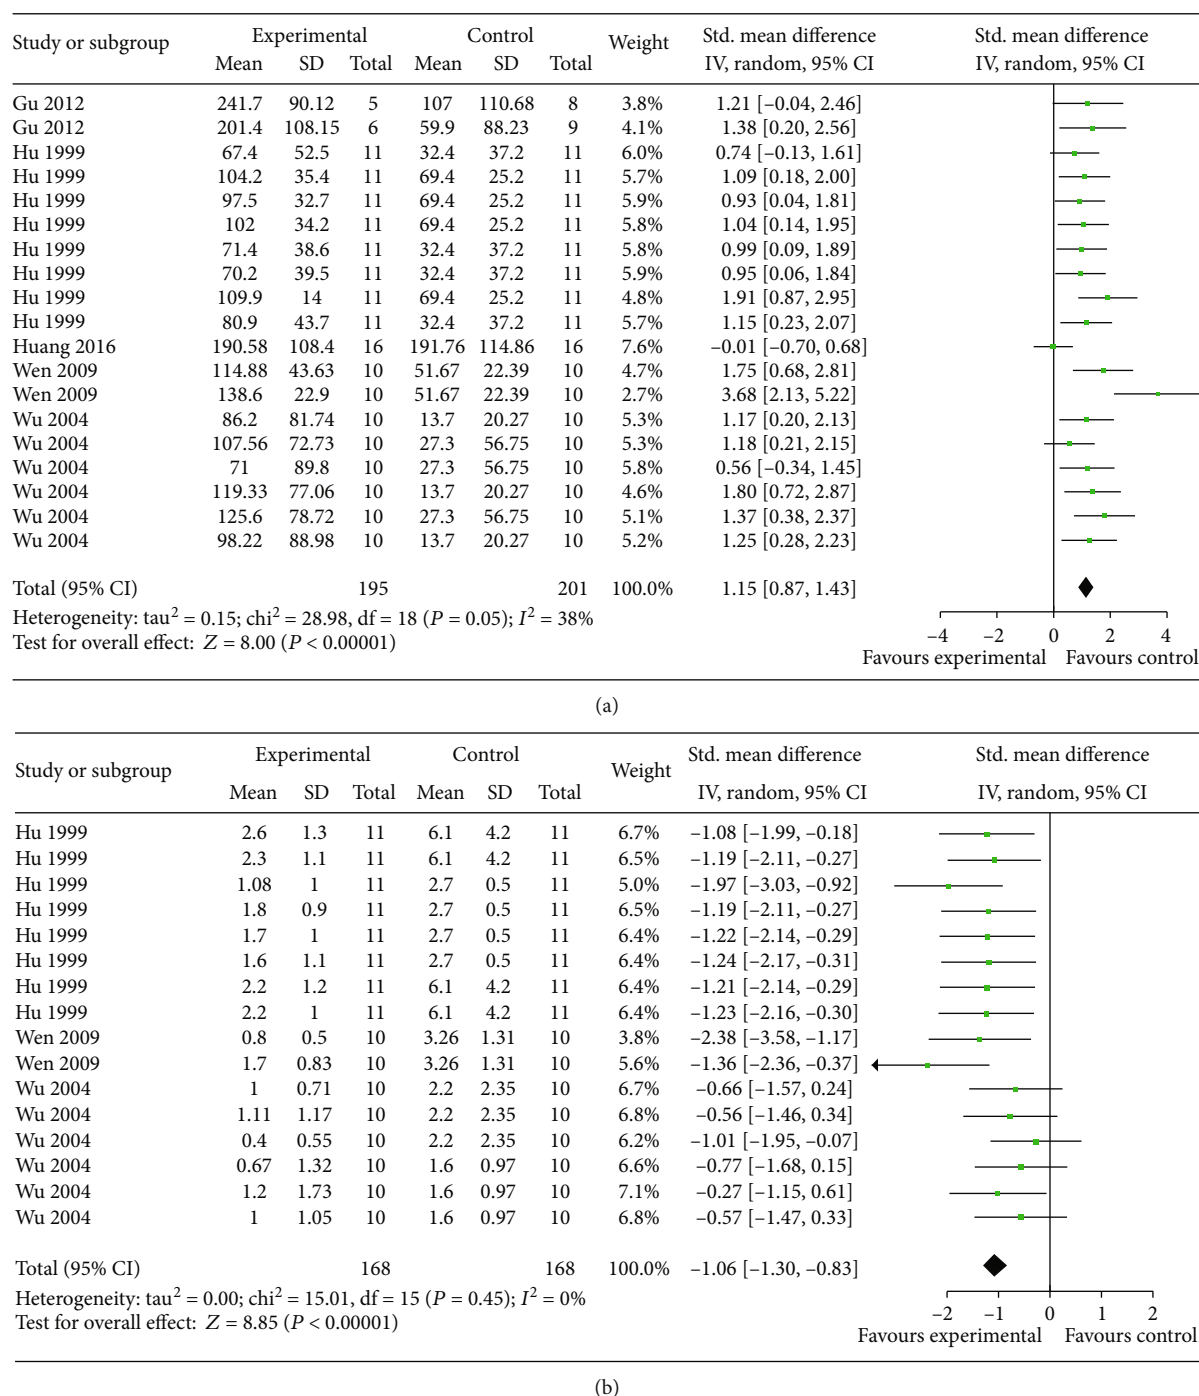 Study or subgroup Experimental Control Weight Std. mean difference Std. mean difference
Mean SD Total Mean SD Total IV, random, 95% CI IV, random, 95% CI
Gu 2012 241.7 90.12 5 107 110.68 8 3.8% 1.21 [–0.04, 2.46]
Gu 2012 201.4 108.15 6 59.9 88.23 9 4.1% 1.38 [0.20, 2.56]
Hu 1999 67.4 52.5 11 32.4 37.2 11 6.0% 0.74 [–0.13, 1.61]
Hu 1999 104.2 35.4 11 69.4 25.2 11 5.7% 1.09 [0.18, 2.00]
Hu 1999 97.5 32.7 11 69.4 25.2 11 5.9% 0.93 [0.04, 1.81]
Hu 1999 102 34.2 11 69.4 25.2 11 5.8% 1.04 [0.14, 1.95]
Hu 1999 71.4 38.6 11 32.4 37.2 11 5.8% 0.99 [0.09, 1.89]
Hu 1999 70.2 39.5 11 32.4 37.2 11 5.9% 0.95 [0.06, 1.84]
Hu 1999 109.9 14 11 69.4 25.2 11 4.8% 1.91 [0.87, 2.95]
Hu 1999 80.9 43.7 11 32.4 37.2 11 5.7% 1.15 [0.23, 2.07]
Huang 2016 190.58 108.4 16 191.76 114.86 16 7.6% –0.01 [–0.70, 0.68]
Wen 2009 114.88 43.63 10 51.67 22.39 10 4.7% 1.75 [0.68, 2.81]
Wen 2009 138.6 22.9 10 51.67 22.39 10 2.7% 3.68 [2.13, 5.22]
Wu 2004 86.2 81.74 10 13.7 20.27 10 5.3% 1.17 [0.20, 2.13]
Wu 2004 107.56 72.73 10 27.3 56.75 10 5.3% 1.18 [0.21, 2.15]
Wu 2004 71 89.8 10 27.3 56.75 10 5.8% 0.56 [–0.34, 1.45]
Wu 2004 119.33 77.06 10 13.7 20.27 10 4.6% 1.80 [0.72, 2.87]
Wu 2004 125.6 78.72 10 27.3 56.75 10 5.1% 1.37 [0.38, 2.37]
Wu 2004 98.22 88.98 10 13.7 20.27 10 5.2% 1.25 [0.28, 2.23]
Total (95% CI) 195 201 100.0% 1.15 [0.87, 1.43]
Heterogeneity: tau² = 0.15; chi² = 28.98, df = 18 (P = 0.05); I² = 38%
Test for overall effect: Z = 8.00 (P < 0.00001)
–4 –2 0 2 4
Favours experimental Favours control
(a)
Study or subgroup Experimental Control Weight Std. mean difference Std. mean difference
Mean SD Total Mean SD Total IV, random, 95% CI IV, random, 95% CI
Hu 1999 2.6 1.3 11 6.1 4.2 11 6.7% –1.08 [–1.99, –0.18]
Hu 1999 2.3 1.1 11 6.1 4.2 11 6.5% –1.19 [–2.11, –0.27]
Hu 1999 1.08 1 11 2.7 0.5 11 5.0% –1.97 [–3.03, –0.92]
Hu 1999 1.8 0.9 11 2.7 0.5 11 6.5% –1.19 [–2.11, –0.27]
Hu 1999 1.7 1 11 2.7 0.5 11 6.4% –1.22 [–2.14, –0.29]
Hu 1999 1.6 1.1 11 2.7 0.5 11 6.4% –1.24 [–2.17, –0.31]
Hu 1999 2.2 1.2 11 6.1 4.2 11 6.4% –1.21 [–2.14, –0.29]
Hu 1999 2.2 1 11 6.1 4.2 11 6.4% –1.23 [–2.16, –0.30]
Wen 2009 0.8 0.5 10 3.26 1.31 10 3.8% –2.38 [–3.58, –1.17]
Wen 2009 1.7 0.83 10 3.26 1.31 10 5.6% –1.36 [–2.36, –0.37]
Wu 2004 1 0.71 10 2.2 2.35 10 6.7% –0.66 [–1.57, 0.24]
Wu 2004 1.11 1.17 10 2.2 2.35 10 6.8% –0.56 [–1.46, 0.34]
Wu 2004 0.4 0.55 10 2.2 2.35 10 6.2% –1.01 [–1.95, –0.07]
Wu 2004 0.67 1.32 10 1.6 0.97 10 6.6% –0.77 [–1.68, 0.15]
Wu 2004 1.2 1.73 10 1.6 0.97 10 7.1% –0.27 [–1.15, 0.61]
Wu 2004 1 1.05 10 1.6 0.97 10 6.8% –0.57 [–1.47, 0.33]
Total (95% CI) 168 168 100.0% –1.06 [–1.30, –0.83]
Heterogeneity: tau² = 0.00; chi² = 15.01, df = 15 (P = 0.45); I² = 0%
Test for overall effect: Z = 8.85 (P < 0.00001)
–2 –1 0 1 2
Favours experimental Favours control
(b)